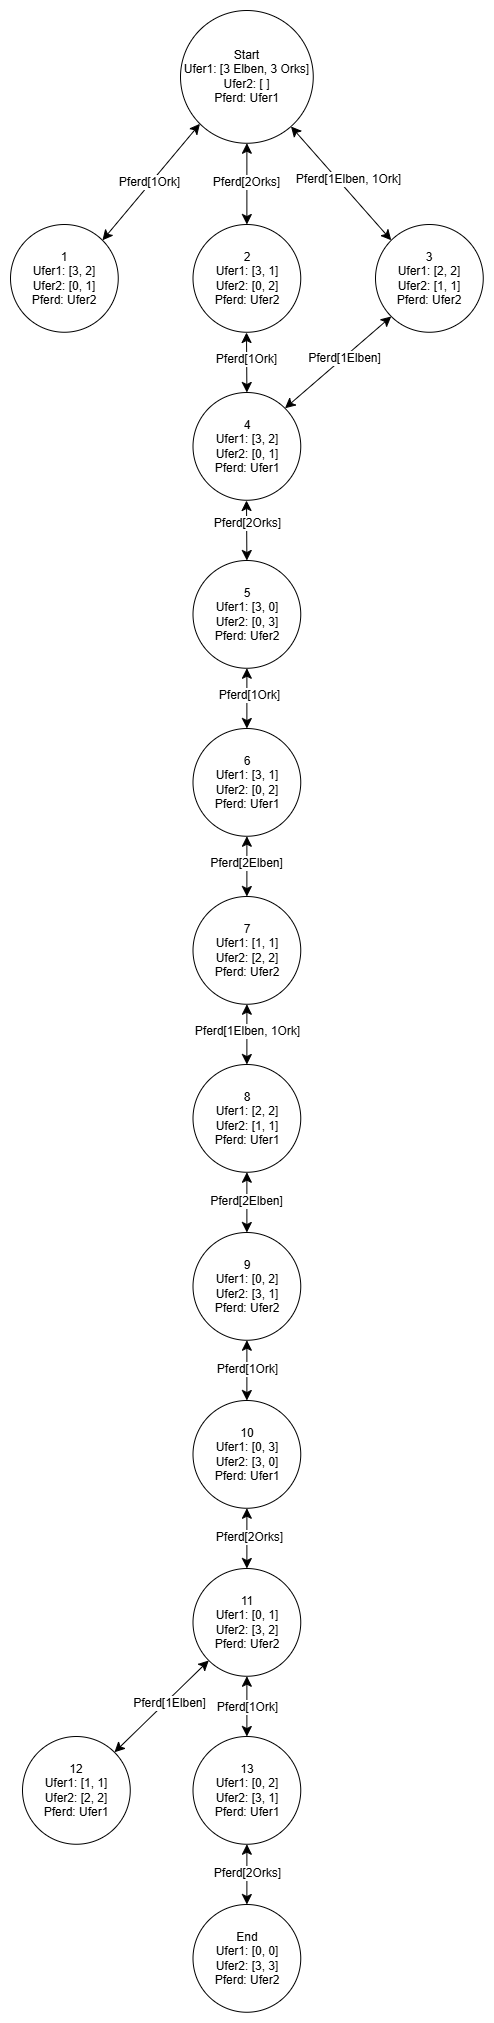 Start
Ufer1: [3 Elben, 3 Orks]
Ufer2: [ ]
Pferd: Ufer1
Pferd[1Ork]
Pferd[2Orks]
Pferd[1Elben, 1Ork]
1
Ufer1: [3, 2]
Ufer2: [0, 1]
Pferd: Ufer2
2
Ufer1: [3, 1]
Ufer2: [0, 2]
Pferd: Ufer2
3
Ufer1: [2, 2]
Ufer2: [1, 1]
Pferd: Ufer2
Pferd[1Ork]
Pferd[1Elben]
4
Ufer1: [3, 2]
Ufer2: [0, 1]
Pferd: Ufer1
Pferd[2Orks]
5
Ufer1: [3, 0]
Ufer2: [0, 3]
Pferd: Ufer2
Pferd[1Ork]
6
Ufer1: [3, 1]
Ufer2: [0, 2]
Pferd: Ufer1
Pferd[2Elben]
7
Ufer1: [1, 1]
Ufer2: [2, 2]
Pferd: Ufer2
Pferd[1Elben, 1Ork]
8
Ufer1: [2, 2]
Ufer2: [1, 1]
Pferd: Ufer1
Pferd[2Elben]
9
Ufer1: [0, 2]
Ufer2: [3, 1]
Pferd: Ufer2
Pferd[1Ork]
10
Ufer1: [0, 3]
Ufer2: [3, 0]
Pferd: Ufer1
Pferd[2Orks]
11
Ufer1: [0, 1]
Ufer2: [3, 2]
Pferd: Ufer2
Pferd[1Elben]
Pferd[1Ork]
12
Ufer1: [1, 1]
Ufer2: [2, 2]
Pferd: Ufer1
13
Ufer1: [0, 2]
Ufer2: [3, 1]
Pferd: Ufer1
Pferd[2Orks]
End
Ufer1: [0, 0]
Ufer2: [3, 3]
Pferd: Ufer2